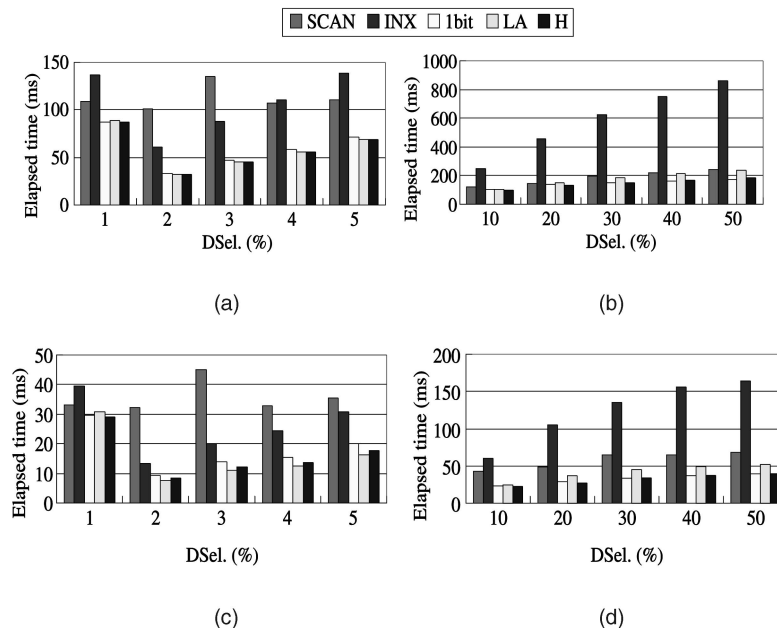 SCAN INX 1bit LA H
Elapsed time (ms)
150
100
50
0
1 2 3 4 5
DSel. (%)
(a)
Elapsed time (ms)
1000
800
600
400
200
0
10 20 30 40 50
DSel. (%)
(b)
Elapsed time (ms)
50
40
30
20
10
0
1 2 3 4 5
DSel. (%)
(c)
Elapsed time (ms)
200
150
100
50
0
10 20 30 40 50
DSel. (%)
(d)